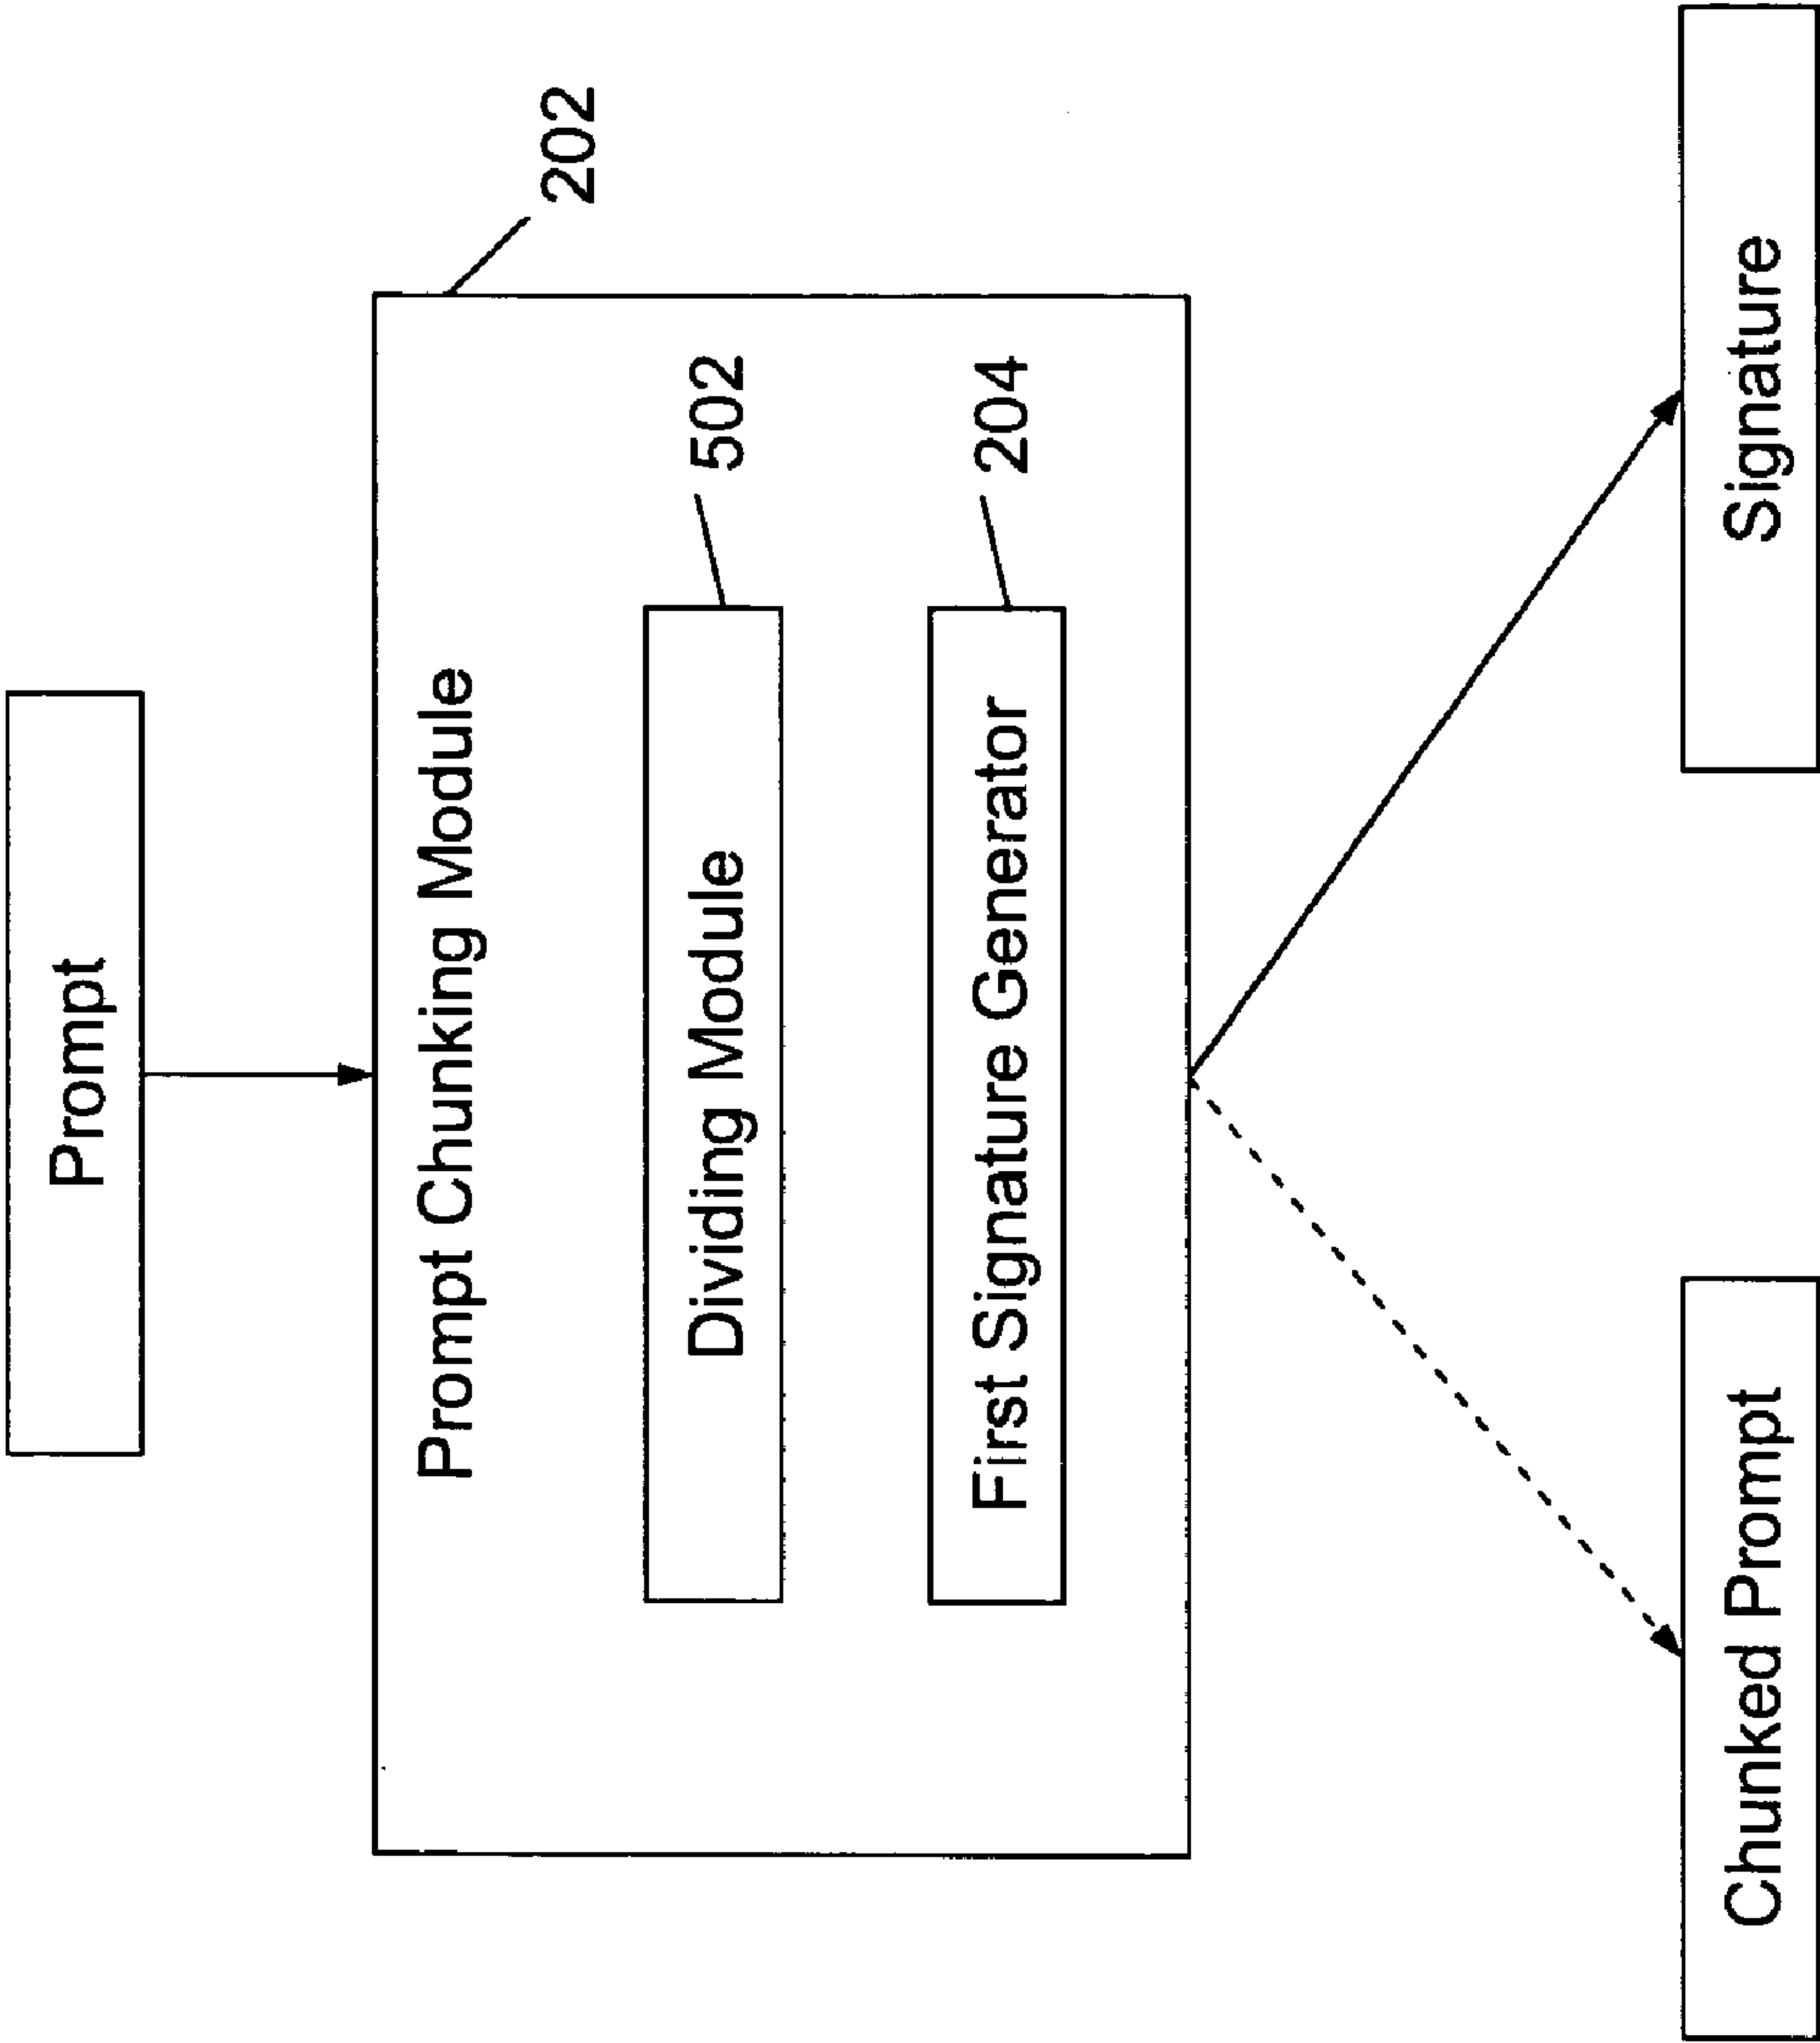 Prompt
202
Prompt Chunking Module
502
Dividing Module
204
First Signature Generator
Chunked Prompt
Signature